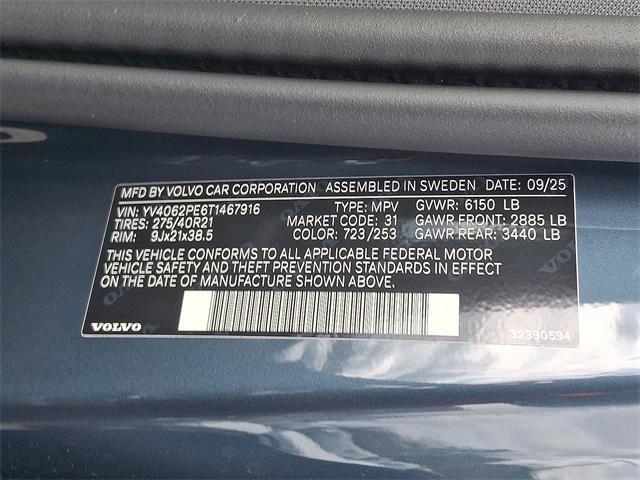 MFD BY VOLVO CAR CORPORATION ASSEMBLED IN SWEDEN 09/25
VIN: YV4062PE6T1467916 TYPE: MPV GVWR: 6150 LB
TIRES: 275/40R21 MARKET CODE: 31 GAWR FRONT: 2885 LB
RIM: 9Jx21x38.5 COLOR: 723/253 GAWR REAR: 3440 LB
THIS VEHICLE CONFORMS TO ALL APPLICABLE FEDERAL MOTOR
VEHICLE SAFETY AND THEFT PREVENTION STANDARDS IN EFFECT
ON THE DATE OF MANUFACTURE SHOWN ABOVE.
VOLVO 32390594